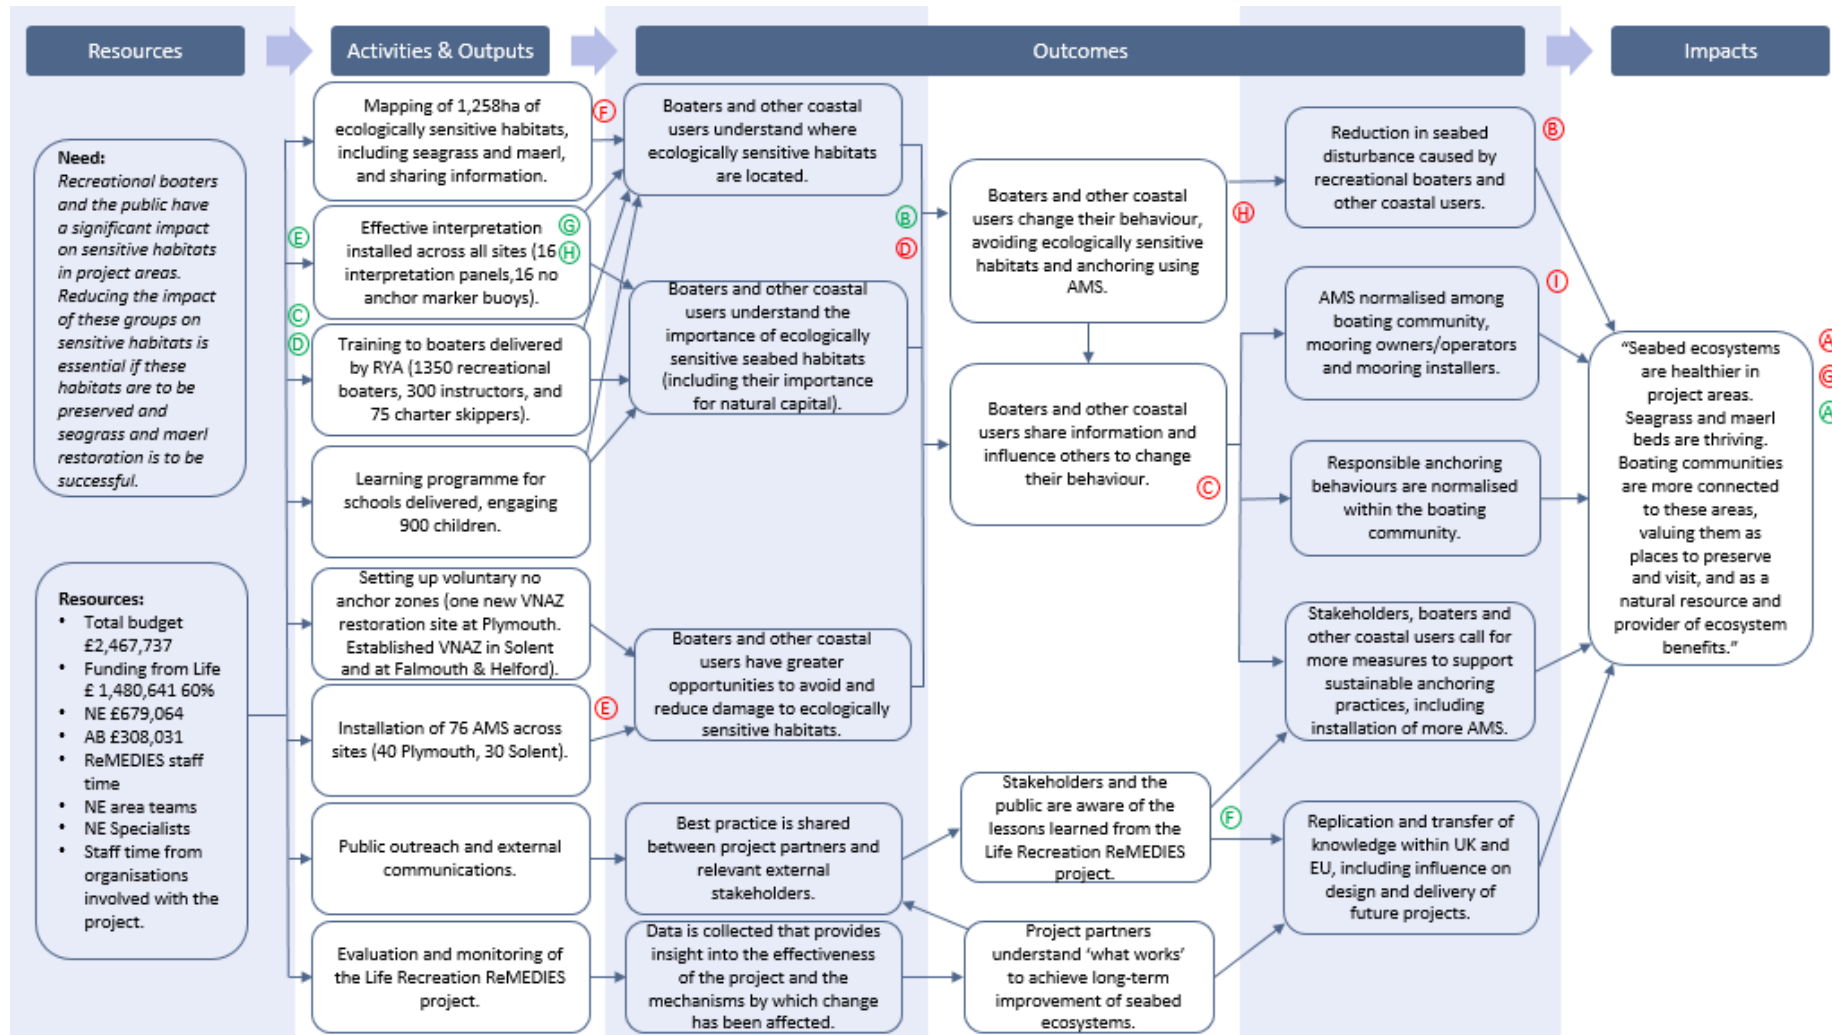 Resources
Activities & Outputs
Outcomes
Impacts
Need:
Recreational boaters
and the public have
a significant impact
on sensitive habitats
in project areas.
Reducing the impact
of these groups on
sensitive habitats is
essential if these
habitats are to be
preserved and
seagrass and maerl
restoration is to be
successful.
Resources:
• Total budget
£2,467,737
• Funding from Life
£ 1,480,641 60%
• NE £679,064
• AB £308,031
• ReMEDIES staff
time
• NE area teams
• NE Specialists
• Staff time from
organisations
involved with the
project.
E
C
D
Mapping of 1,258ha of
ecologically sensitive habitats,
including seagrass and maerl,
and sharing information.
F
Effective interpretation
installed across all sites (16
interpretation panels,16 no
anchor marker buoys).
G
H
Training to boaters delivered
by RYA (1350 recreational
boaters, 300 instructors, and
75 charter skippers).
Learning programme for
schools delivered, engaging
900 children.
Setting up voluntary no
anchor zones (one new VNAZ
restoration site at Plymouth.
Established VNAZ in Solent
and at Falmouth & Helford).
Installation of 76 AMS across
sites (40 Plymouth, 30 Solent).
E
Public outreach and external
communications.
Evaluation and monitoring of
the Life Recreation ReMEDIES
project.
Boaters and other coastal
users understand where
ecologically sensitive habitats
are located.
B
D
Boaters and other coastal
users understand the
importance of ecologically
sensitive seabed habitats
(including their importance
for natural capital).
Boaters and other coastal
users have greater
opportunities to avoid and
reduce damage to ecologically
sensitive habitats.
Best practice is shared
between project partners and
relevant external
stakeholders.
Data is collected that provides
insight into the effectiveness
of the project and the
mechanisms by which change
has been affected.
Boaters and other coastal
users change their behaviour,
avoiding ecologically sensitive
habitats and anchoring using
AMS.
H
Boaters and other coastal
users share information and
influence others to change
their behaviour.
C
Stakeholders and the
public are aware of the
lessons learned from the
Life Recreation ReMEDIES
project.
F
Project partners
understand ‘what works’
to achieve long-term
improvement of seabed
ecosystems.
Reduction in seabed
disturbance caused by
recreational boaters and
other coastal users.
B
AMS normalised among
boating community,
mooring owners/operators
and mooring installers.
I
Responsible anchoring
behaviours are normalised
within the boating
community.
Stakeholders, boaters and
other coastal users call for
more measures to support
sustainable anchoring
practices, including
installation of more AMS.
Replication and transfer of
knowledge within UK and
EU, including influence on
design and delivery of
future projects.
“Seabed ecosystems
are healthier in
project areas.
Seagrass and maerl
beds are thriving.
Boating communities
are more connected
to these areas,
valuing them as
places to preserve
and visit, and as a
natural resource and
provider of ecosystem
benefits.”
A
G
A